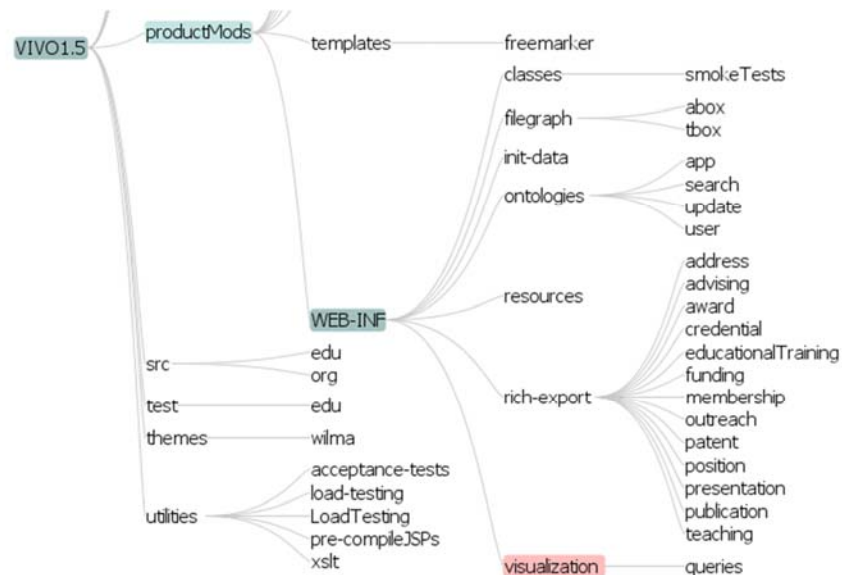 VIVO1.5
productMods
templates
freemarker
classes
smokeTests
filegraph
abox
tbox
init-data
ontologies
app
search
update
user
WEB-INF
resources
rich-export
address
advising
award
credential
educationalTraining
funding
membership
outreach
patent
position
presentation
publication
teaching
visualization
queries
src
edu
org
test
edu
themes
wilma
utilities
acceptance-tests
load-testing
LoadTesting
pre-compileJSPs
xslt